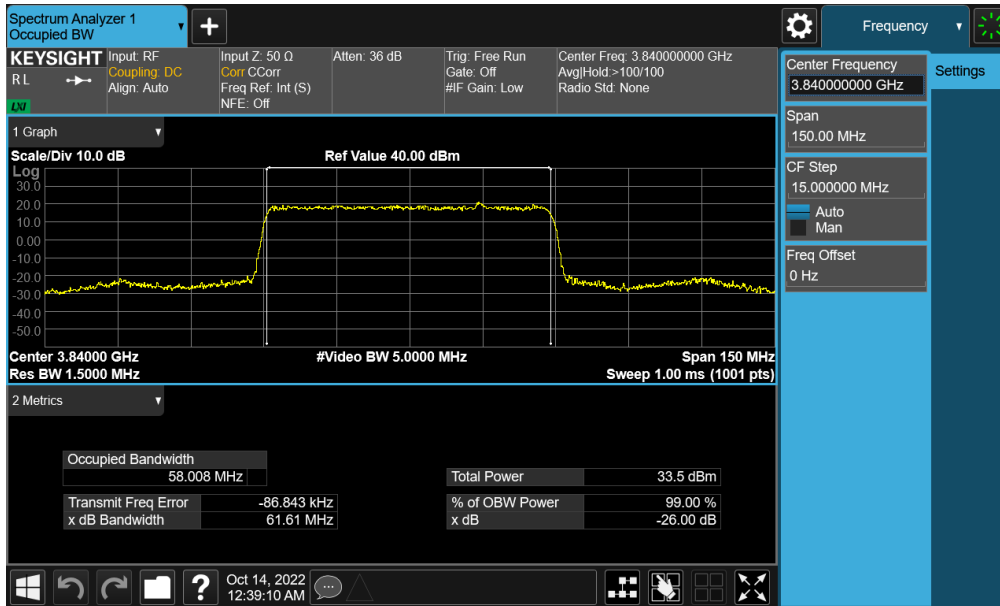 Spectrum Analyzer 1
Occupied BW
Frequency
KEYSIGHT
R L
LXI
Input: RF
Coupling: DC
Align: Auto
Input Z: 50 Ω
Corr CCorr
Freq Ref: Int (S)
NFE: Off
Atten: 36 dB
Trig: Free Run
Gate: Off
#IF Gain: Low
Center Freq: 3.840000000 GHz
Avg|Hold:>100/100
Radio Std: None
Center Frequency
3.840000000 GHz
Settings
Span
150.00 MHz
CF Step
15.000000 MHz
Auto
Man
Freq Offset
0 Hz
1 Graph
Scale/Div 10.0 dB
Ref Value 40.00 dBm
Log
30.0
20.0
10.0
0.00
-10.0
-20.0
-30.0
-40.0
-50.0
Center 3.84000 GHz
#Video BW 5.0000 MHz
Span 150 MHz
Res BW 1.5000 MHz
Sweep 1.00 ms (1001 pts)
2 Metrics
Occupied Bandwidth
58.008 MHz
Total Power 33.5 dBm
Transmit Freq Error -86.843 kHz
% of OBW Power 99.00 %
x dB Bandwidth 61.61 MHz
x dB -26.00 dB
?
Oct 14, 2022
12:39:10 AM